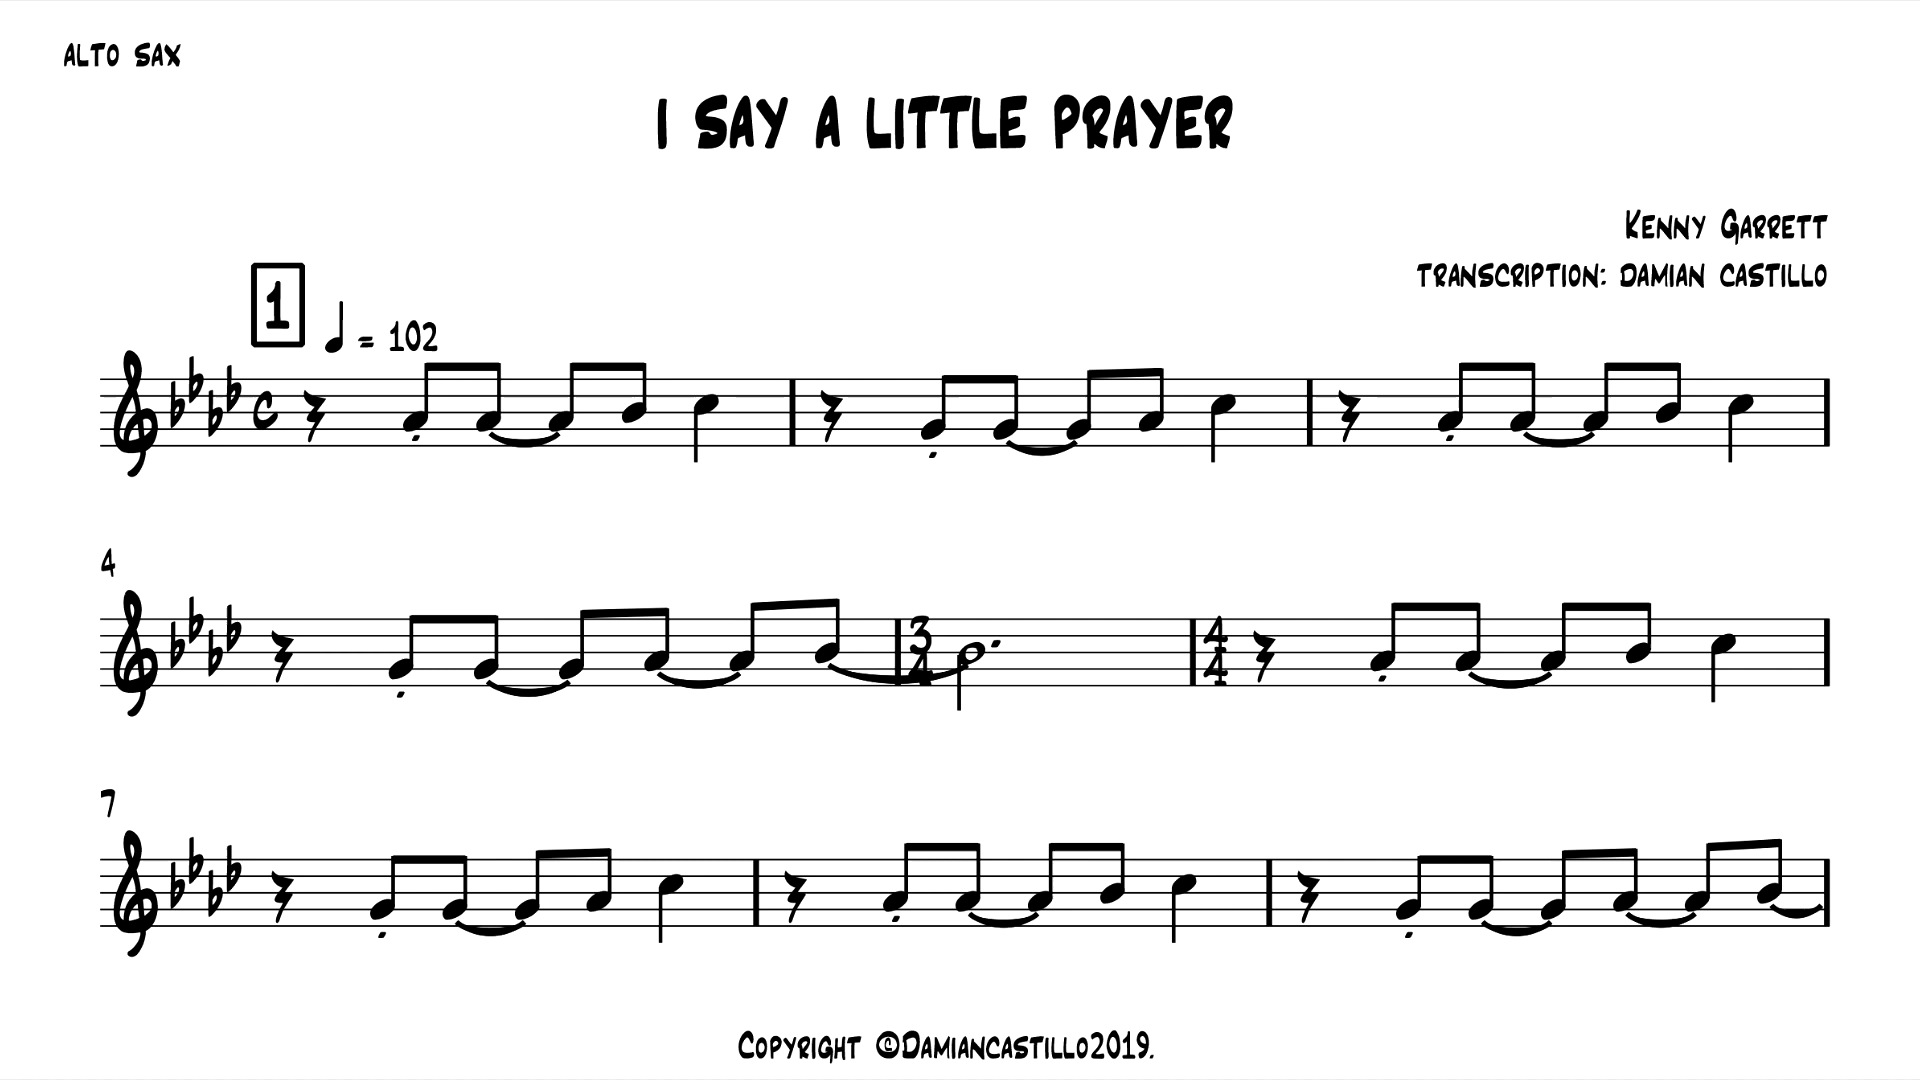 ALTO SAX
I SAY A LITTLE PRAYER
KENNY GARRETT
TRANSCRIPTION: DAMIAN CASTILLO
1
= 102
4
3
4
4
4
7
COPYRIGHT ©DAMIANCASTILLO2019.